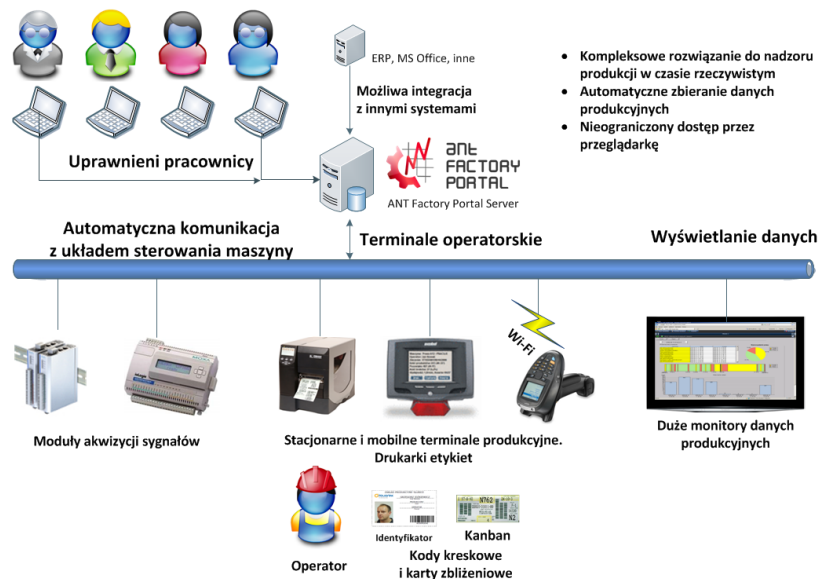 ERP, MS Office, inne
Możliwa integracja
z innymi systemami
• Kompleksowe rozwiązanie do nadzoru
produkcji w czasie rzeczywistym
• Automatyczne zbieranie danych
produkcyjnych
• Nieograniczony dostęp przez
przeglądarkę
Uprawnieni pracownicy
ant
FACTORY
PORTAL
ANT Factory Portal Server
Automatyczna komunikacja
z układem sterowania maszyny
Terminale operatorskie
Wyświetlanie danych
Wi-Fi
Moduły akwizycji sygnałów
Stacjonarne i mobilne terminale produkcyjne.
Drukarki etykiet
Duże monitory danych
produkcyjnych
N762
N2
Identyfikator
Kanban
Operator
Kody kreskowe
i karty zbliżeniowe